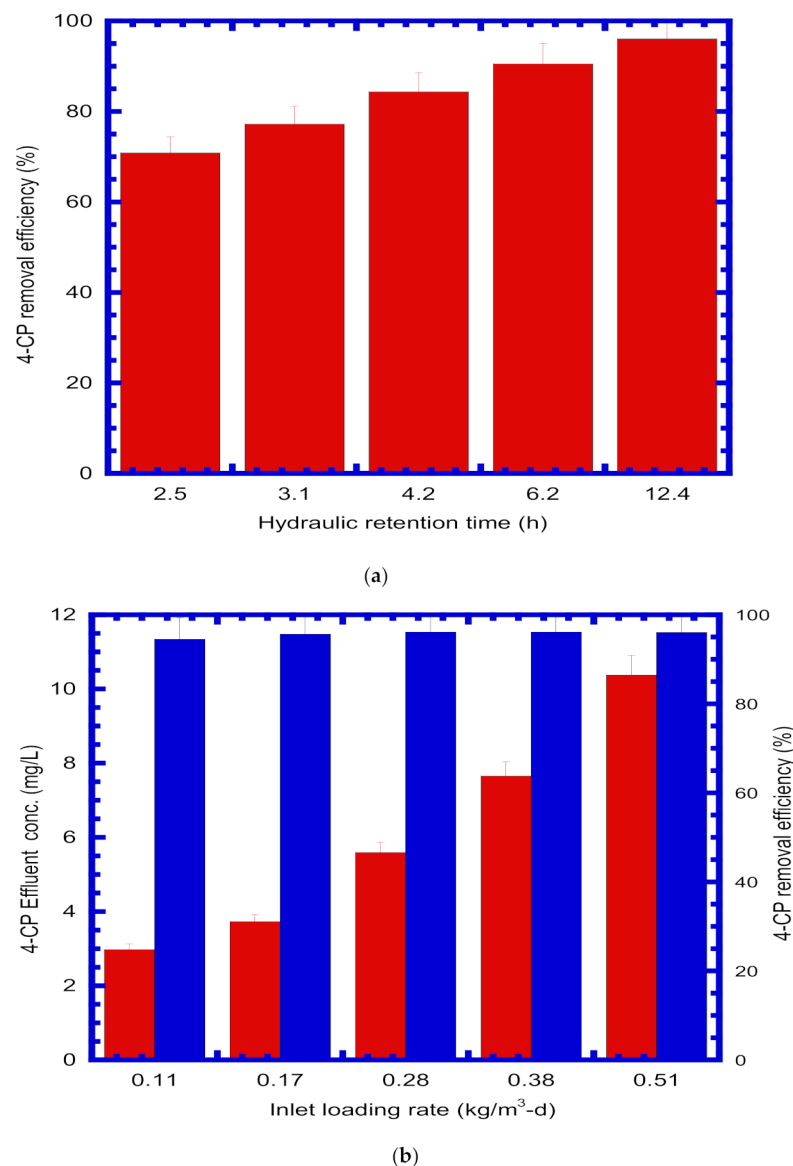 100
80
60
40
20
0
4-CP removal efficiency (%)
2.5 3.1 4.2 6.2 12.4
Hydraulic retention time (h)
(a)
12
10
8
6
4
2
0
4-CP Effluent conc. (mg/L)
100
80
60
40
20
0
4-CP removal efficiency (%)
0.11 0.17 0.28 0.38 0.51
Inlet loading rate (kg/m³-d)
(b)